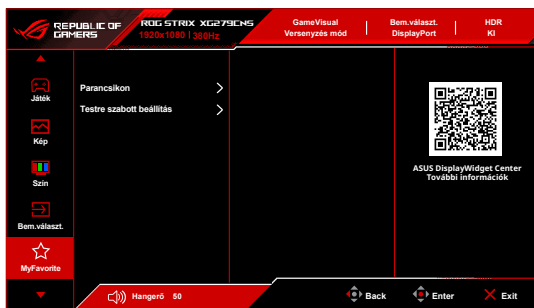 REPUBLIC OF
GAMERS
ROG STRIX XG279CNS
1920x1080 | 380Hz
GameVisual
Versenyzés mód
Bem.választ.
DisplayPort
HDR
KI
Játék
Kép
Szín
Bem.választ.
MyFavorite
Parancsikon
Testre szabott beállítás
ASUS DisplayWidget Center
További információk
Hangerő 50
Back
Enter
Exit